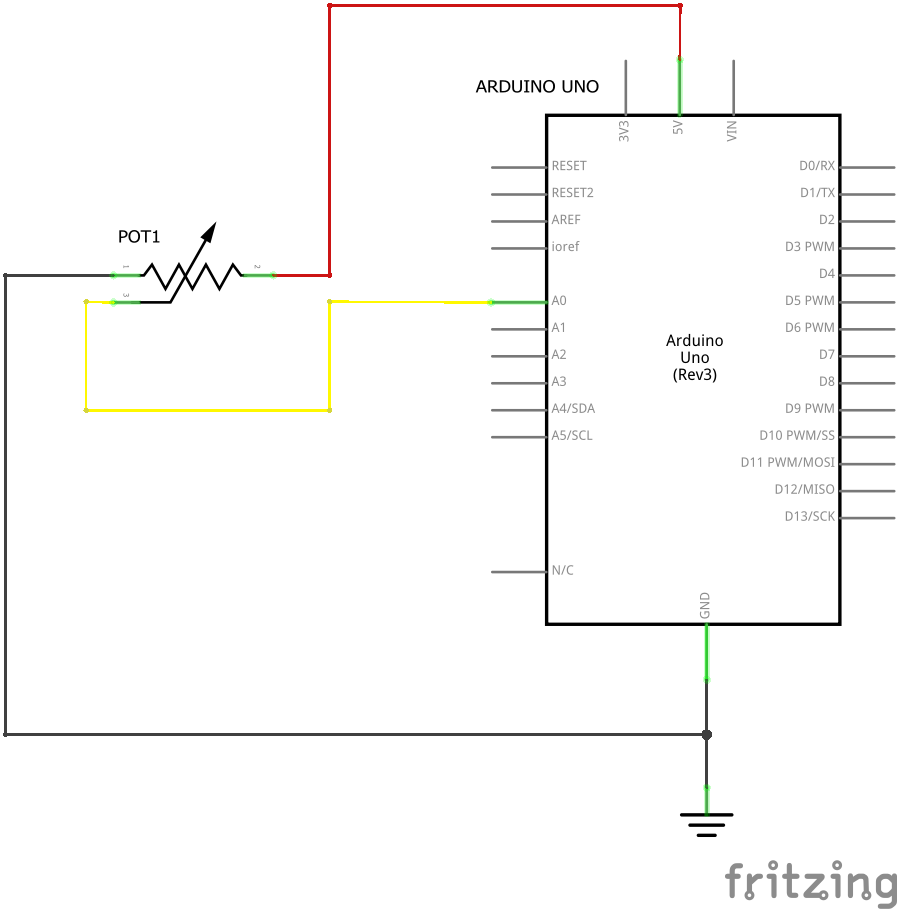 ARDUINO UNO
3V3
5V
VIN
RESET
RESET2
AREF
ioref
A0
A1
A2
A3
A4/SDA
A5/SCL
N/C
D0/RX
D1/TX
D2
D3 PWM
D4
D5 PWM
D6 PWM
D7
D8
D9 PWM
D10 PWM/SS
D11 PWM/MOSI
D12/MISO
D13/SCK
Arduino
Uno
(Rev3)
GND
POT1
1
2
3
fritzing